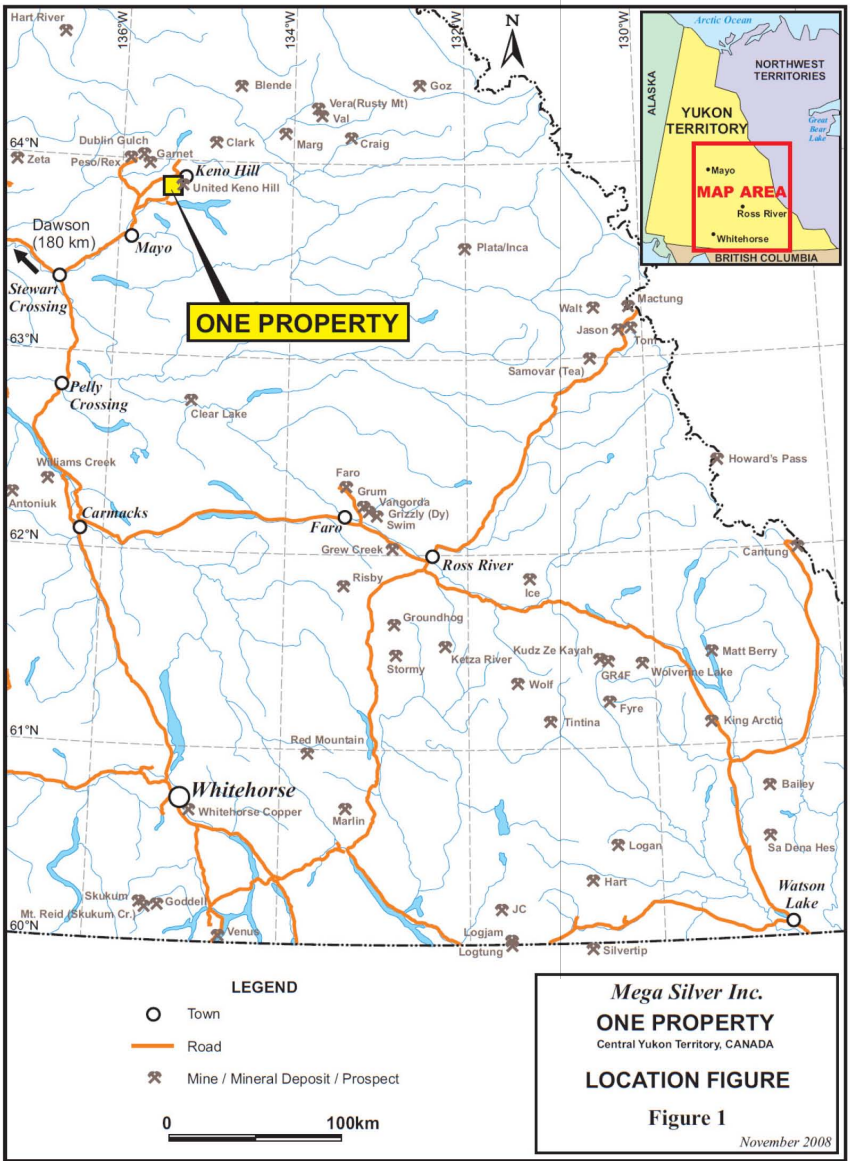 Hart River
136°W
134°W
132°W
130°W
N
Arctic Ocean
NORTHWEST
TERRITORIES
ALASKA
YUKON
TERRITORY
Great
Bear
Lake
Mayo
MAP AREA
Ross River
Whitehorse
BRITISH COLUMBIA
Blende
Goz
Vera(Rusty Mt)
Val
64°N
Dublin Gulch
Garnet
Clark
Marg
Craig
Zeta
Peso/Rex
Keno Hill
United Keno Hill
Dawson
(180 km)
Mayo
Plata/Inca
Stewart
Crossing
ONE PROPERTY
Walt
Mactung
Jason
Tom
63°N
Samovar (Tea)
Pelly
Crossing
Clear Lake
Williams Creek
Howard's Pass
Faro
Grum
Antoniuk
Vangorda
Carmacks
Grizzly (Dy)
Faro
Swim
62°N
Grew Creek
Ross River
Cantung
Risby
Ice
Groundhog
Stormy
Ketza River
Kudz Ze Kayah
GR4F
Wolverine Lake
Matt Berry
Wolf
Fyre
Tintina
King Arctic
61°N
Red Mountain
Whitehorse
Bailey
Whitehorse Copper
Marlin
Logan
Sa Dena Hes
Hart
Watson
Lake
Skukum
Goddell
Mt. Reid (Skukum Cr.)
JC
60°N
Venus
Logjam
Logtung
Silvertip
LEGEND
Town
Road
Mine / Mineral Deposit / Prospect
0 100km
Mega Silver Inc.
ONE PROPERTY
Central Yukon Territory, CANADA
LOCATION FIGURE
Figure 1
November 2008